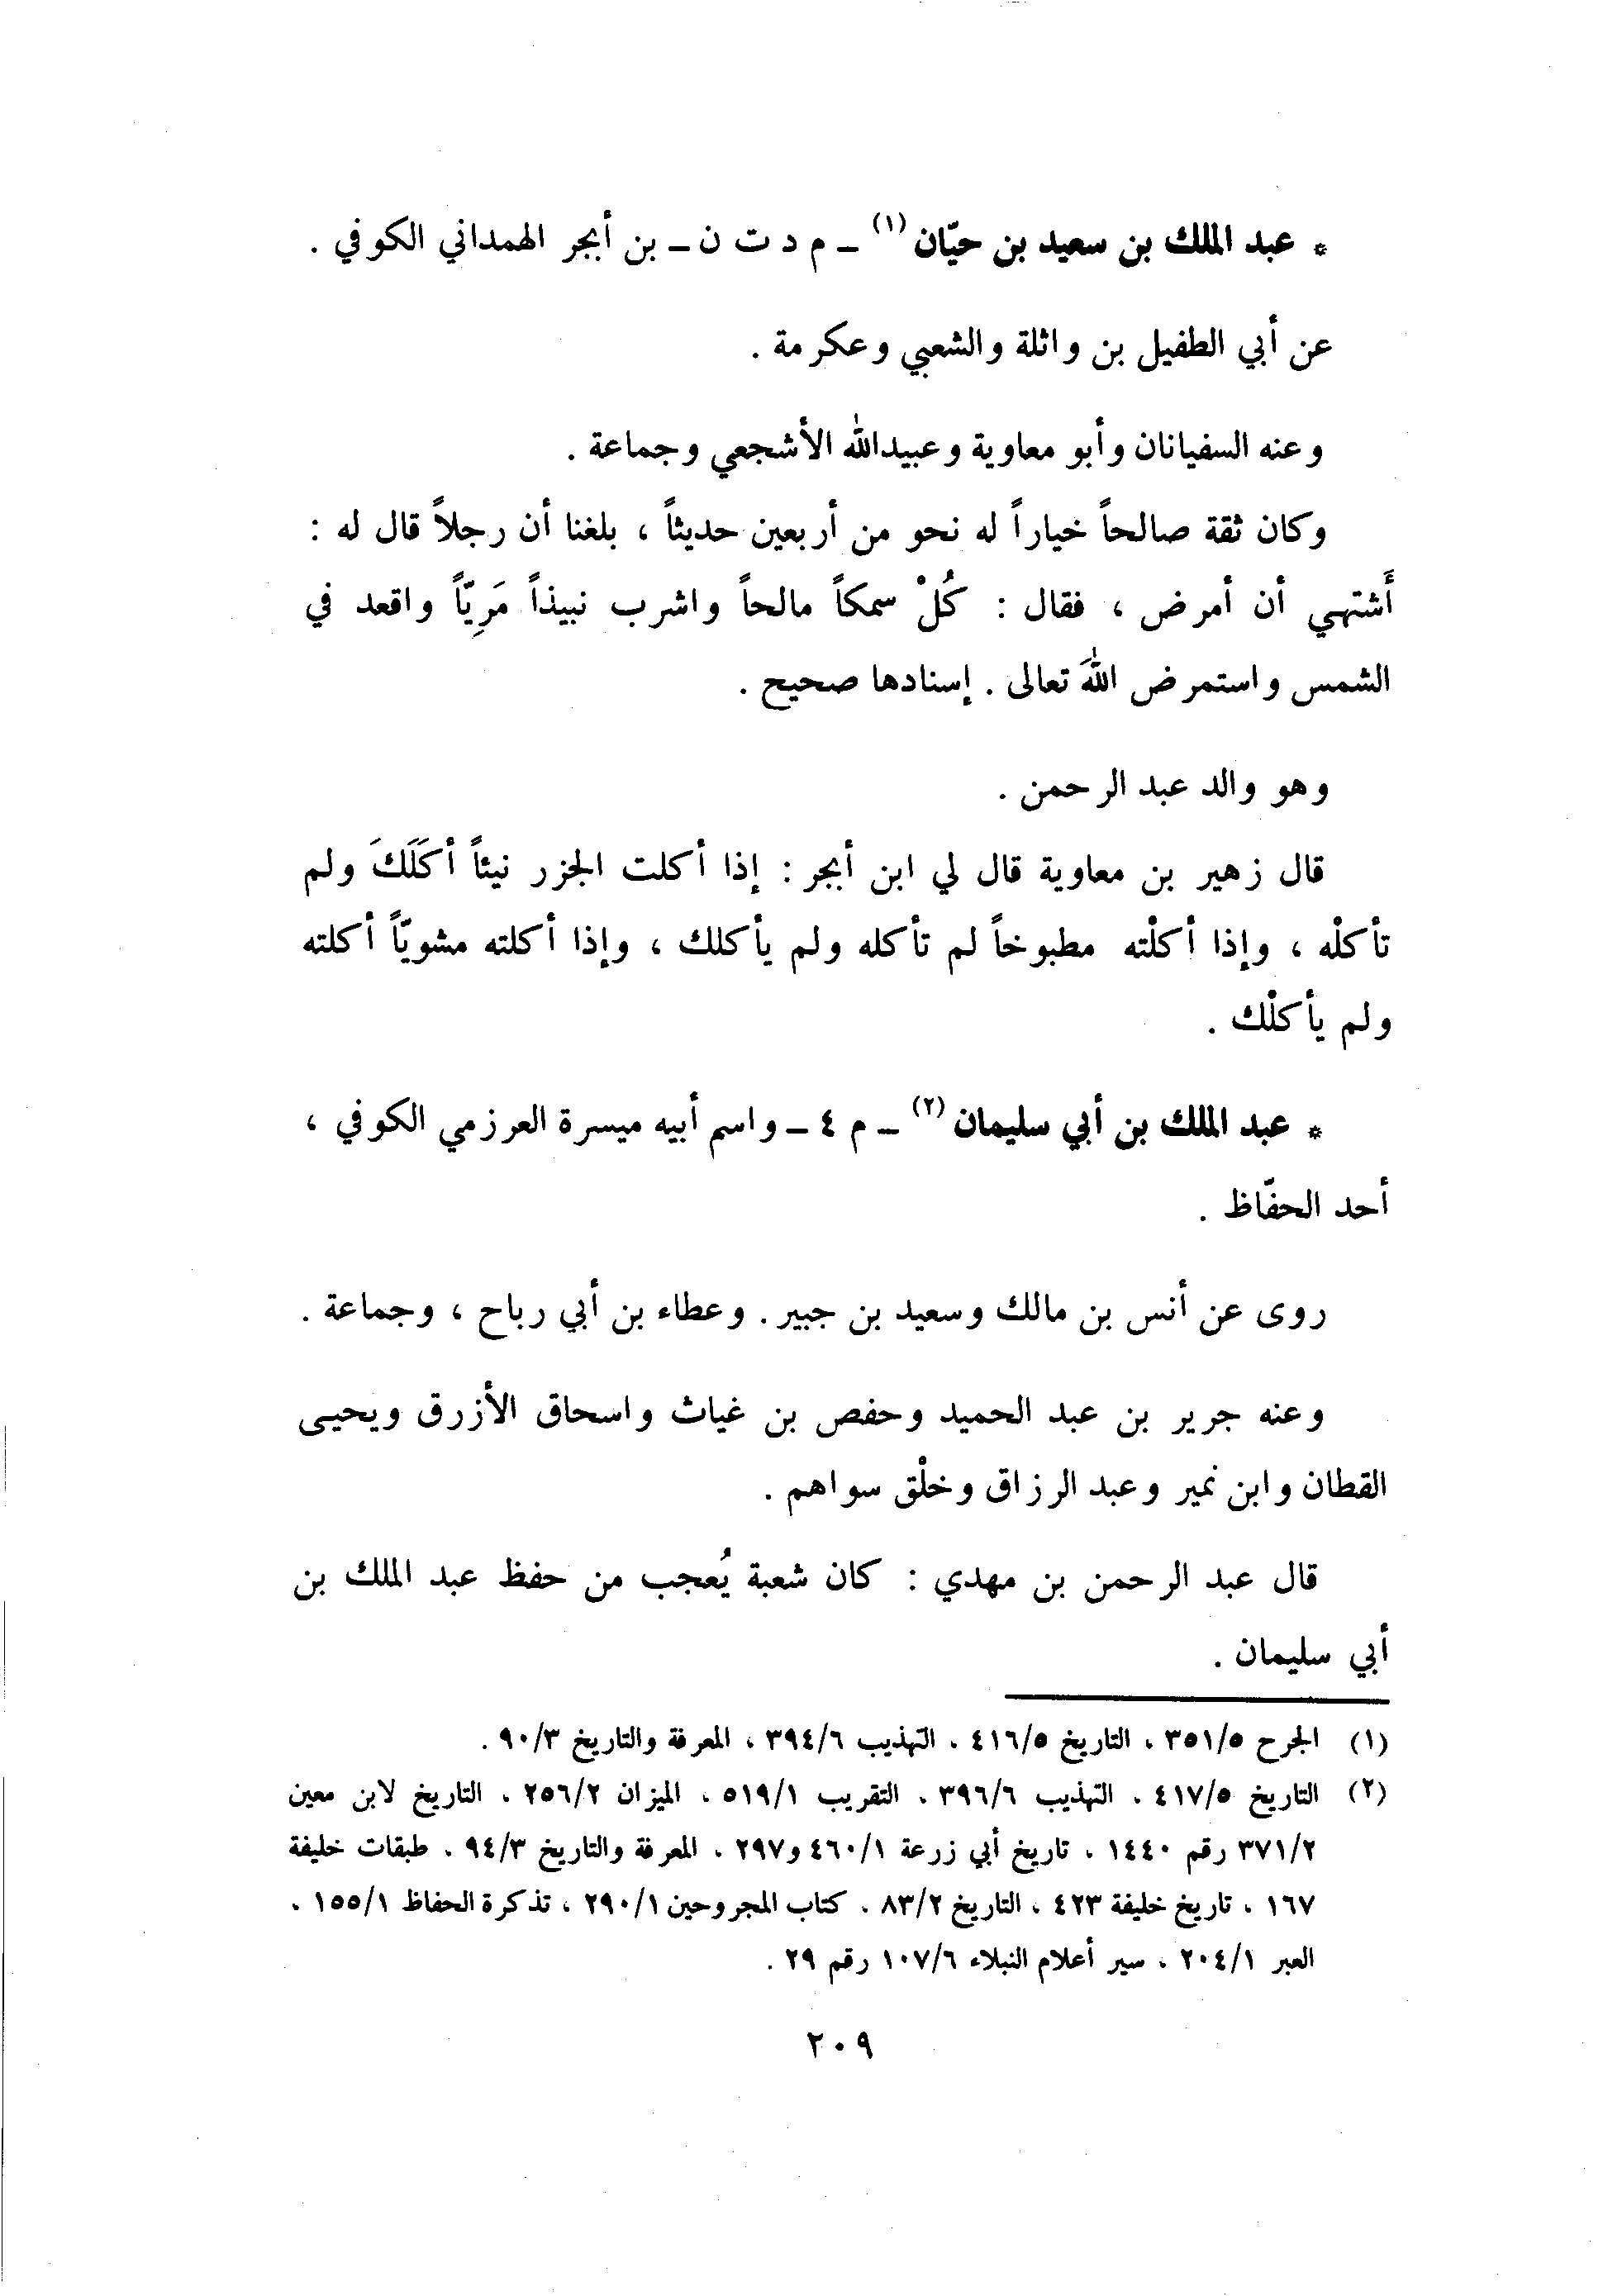 * عبد الملك بن سعيد بن حيّان (١) ـ م د ت ن ـ بن أبجر الهمداني الكوفي .
عن أبي الطفيل بن واثلة والشعبي وعكرمة .
وعنه السفيانان وأبو معاوية وعبيدالله الأشجعي وجماعة .
وكان ثقة صالحاً خياراً له نحو من أربعين حديثاً ، بلغنا أن رجلاً قال له :
أَشتهي أن أمرض ، فقال : كُلْ سمكاً مالحاً واشرب نبيذاً مَرِيّاً واقعد في
الشمس واستمرض اللهَ تعالى . إسنادها صحيح .
وهو والد عبد الرحمن .
قال زهير بن معاوية قال لي ابن أبجر : إذا أكلت الجزر نيئاً أكَلَكَ ولم
تأكلْه ، وإذا أكلْته مطبوخاً لم تأكله ولم يأكلك ، وإذا أكلته مشويّاً أكلته
ولم يأكلْك .
* عبد الملك بن أبي سليمان (٢) ـ م ٤ ـ واسم أبيه ميسرة العرزمي الكوفي ،
أحد الحفّاظ .
روى عن أنس بن مالك وسعيد بن جبير . وعطاء بن أبي رباح ، وجماعة .
وعنه جرير بن عبد الحميد وحفص بن غياث واسحاق الأزرق ويحيى
القطان وابن نمير وعبد الرزاق وخلْق سواهم .
قال عبد الرحمن بن مهدي : كان شعبة يُعجب من حفظ عبد الملك بن
أبي سليمان .
(١) الجرح ٣٥١/٥ ، التاريخ ٤١٦/٥ ، التهذيب ٣٩٤/٦ ، المعرفة والتاريخ ٩٠/٣ .
(٢) التاريخ ٤١٧/٥ ، التهذيب ٣٩٦/٦ ، التقريب ٥١٩/١ ، الميزان ٢٥٦/٢ ، التاريخ لابن معين
٣٧١/٢ رقم ١٤٤٠ ، تاريخ أبي زرعة ٤٦٠/١ و٢٩٧ ، المعرفة والتاريخ ٩٤/٣ ، طبقات خليفة
١٦٧ ، تاريخ خليفة ٤٢٣ ، التاريخ ٨٣/٢ ، كتاب المجروحين ٢٩٠/١ ، تذكرة الحفاظ ١٥٥/١ ،
العبر ٢٠٤/١ ، سير أعلام النبلاء ١٠٧/٦ رقم ٢٩ .
٢٠٩